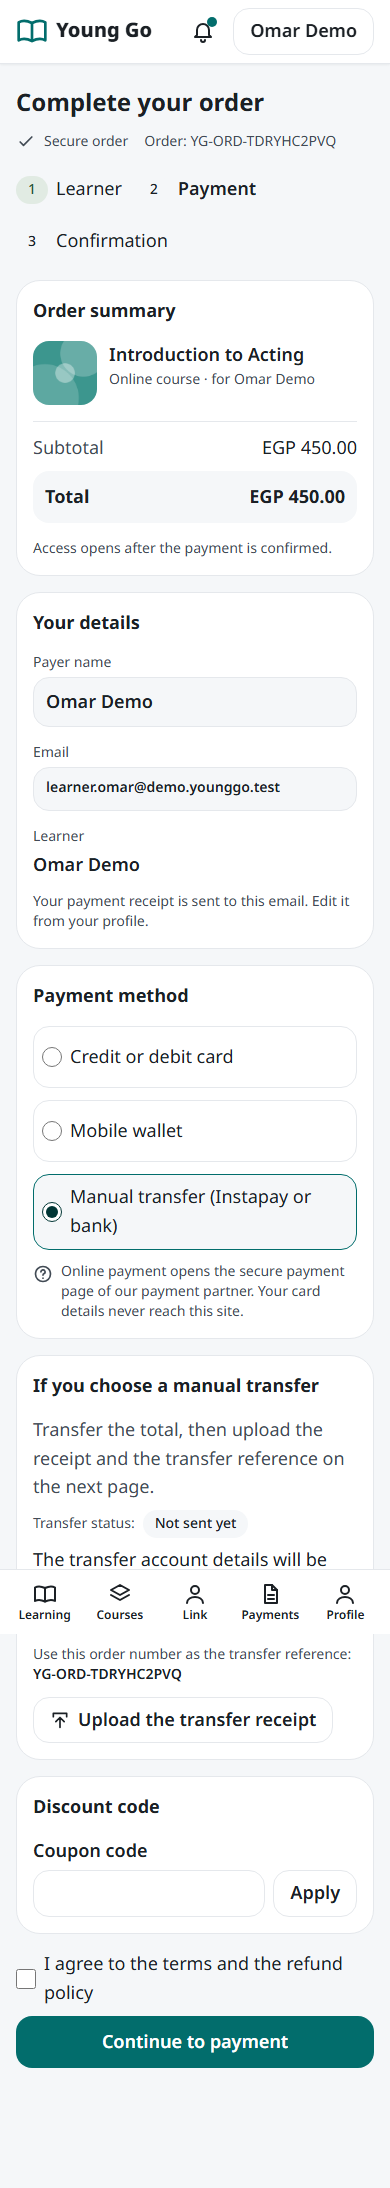 Young Go
Omar Demo
Complete your order
Secure order Order: YG-ORD-TDRYHC2PVQ
1 Learner 2 Payment
3 Confirmation
Order summary
Introduction to Acting
Online course · for Omar Demo
Subtotal EGP 450.00
Total EGP 450.00
Access opens after the payment is confirmed.
Your details
Payer name
Omar Demo
Email
learner.omar@demo.younggo.test
Learner
Omar Demo
Your payment receipt is sent to this email. Edit it
from your profile.
Payment method
Credit or debit card
Mobile wallet
Manual transfer (Instapay or
bank)
Online payment opens the secure payment
page of our payment partner. Your card
details never reach this site.
If you choose a manual transfer
Transfer the total, then upload the
receipt and the transfer reference on
the next page.
Transfer status: Not sent yet
The transfer account details will be
Learning Courses Link Payments Profile
Use this order number as the transfer reference:
YG-ORD-TDRYHC2PVQ
Upload the transfer receipt
Discount code
Coupon code
Apply
I agree to the terms and the refund
policy
Continue to payment